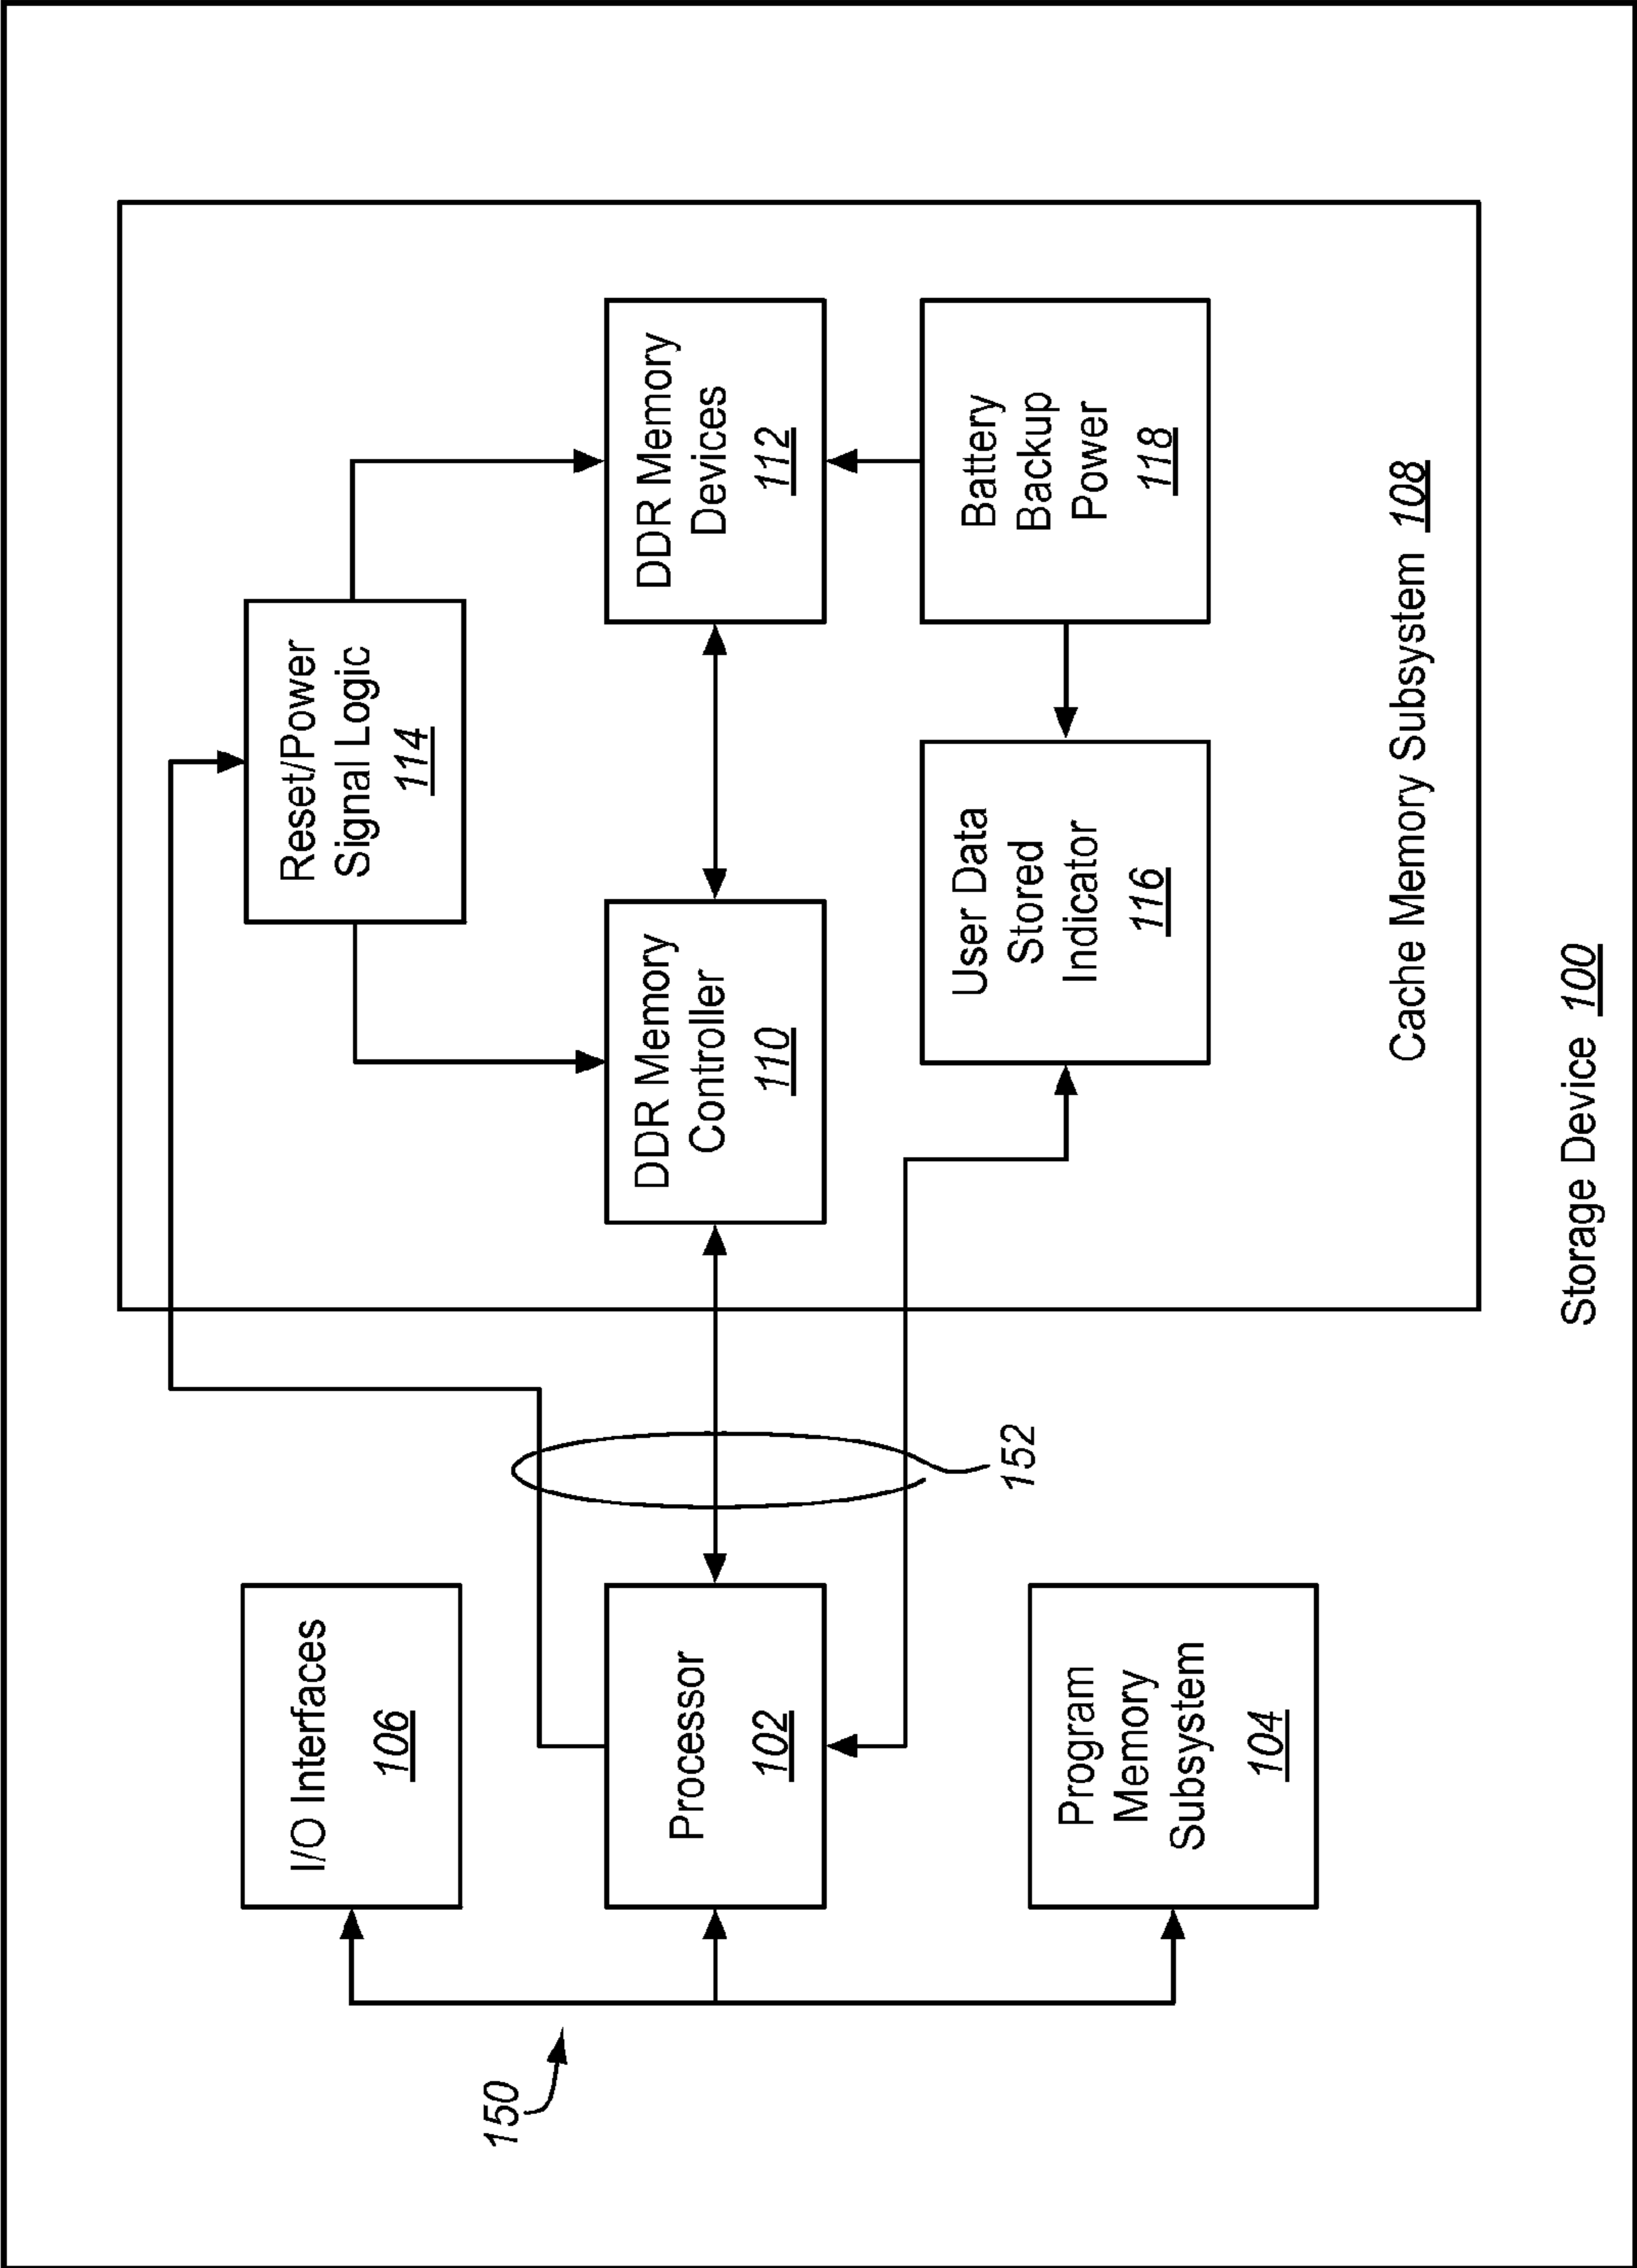 150
I/O Interfaces
106
Processor
102
Program
Memory
Subsystem
104
152
Reset/Power
Signal Logic
114
DDR Memory
Controller
110
DDR Memory
Devices
112
User Data
Stored
Indicator
116
Battery
Backup
Power
118
Cache Memory Subsystem 108
Storage Device 100